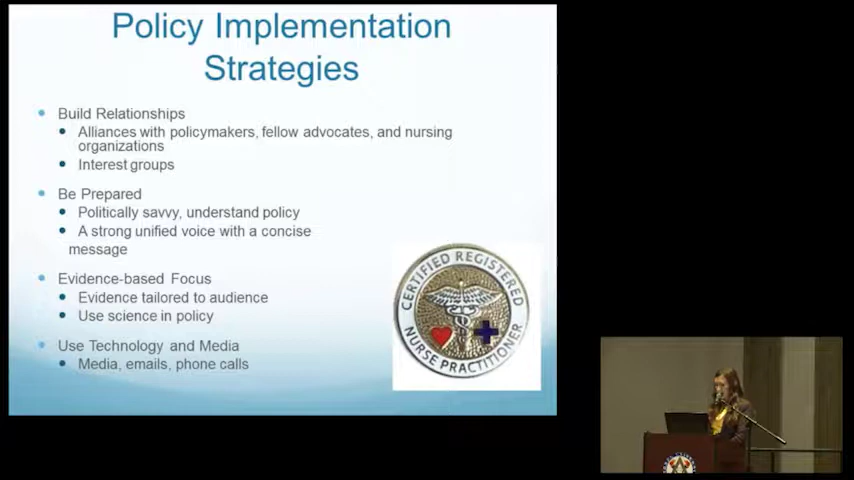 Policy Implementation
Strategies
Build Relationships
Alliances with policymakers, fellow advocates, and nursing
organizations
Interest groups
Be Prepared
Politically savvy, understand policy
A strong unified voice with a concise
message
Evidence-based Focus
Evidence tailored to audience
Use science in policy
Use Technology and Media
Media, emails, phone calls
CERTIFIED REGISTERED
NURSE PRACTITIONER